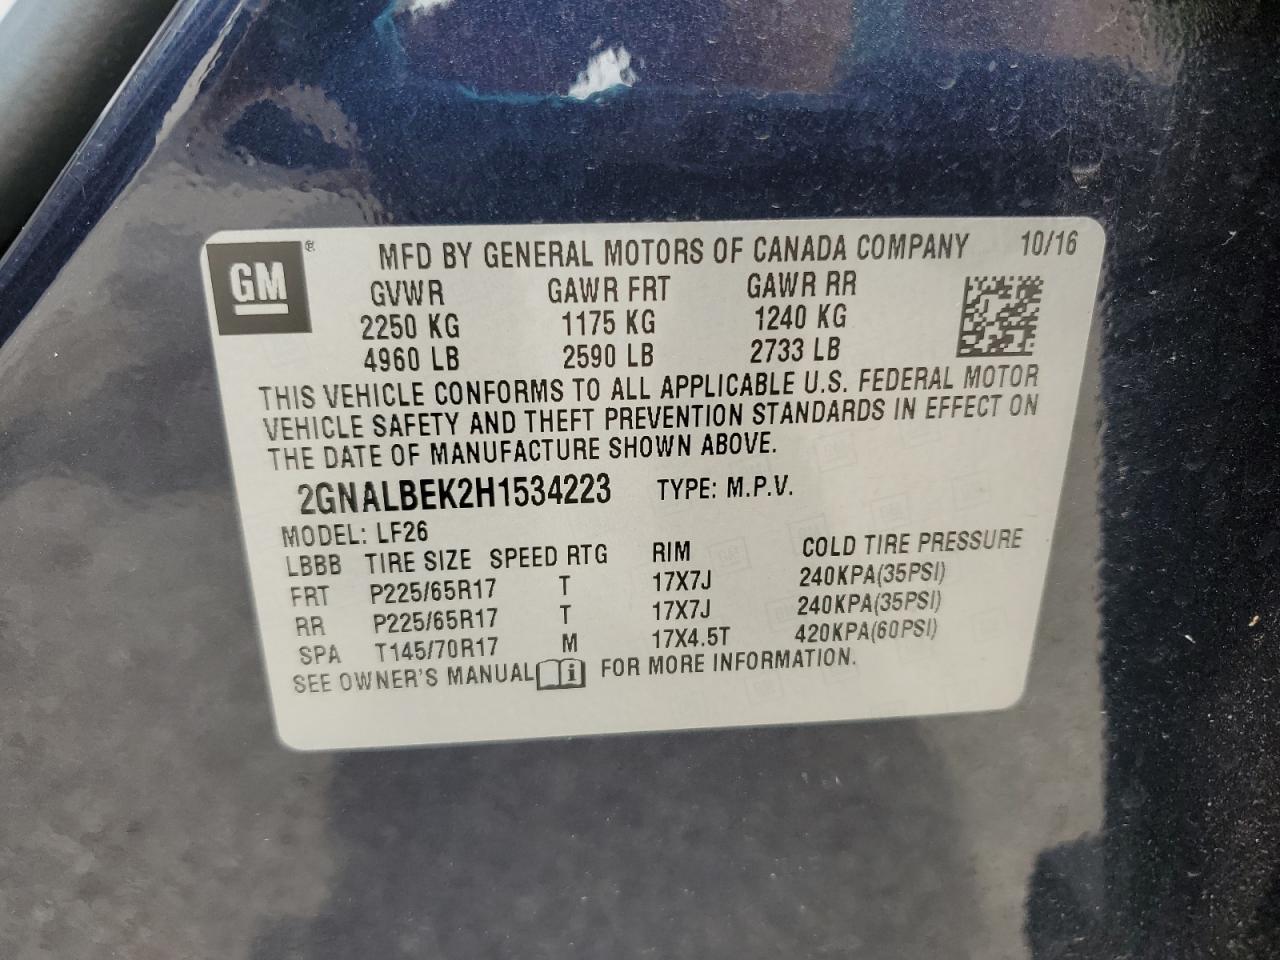 GM ®
MFD BY GENERAL MOTORS OF CANADA COMPANY 10/16
GVWR GAWR FRT GAWR RR
2250 KG 1175 KG 1240 KG
4960 LB 2590 LB 2733 LB
THIS VEHICLE CONFORMS TO ALL APPLICABLE U.S. FEDERAL MOTOR
VEHICLE SAFETY AND THEFT PREVENTION STANDARDS IN EFFECT ON
THE DATE OF MANUFACTURE SHOWN ABOVE.
2GNALBEK2H1534223 TYPE: M.P.V.
MODEL: LF26
LBBB TIRE SIZE SPEED RTG RIM COLD TIRE PRESSURE
FRT P225/65R17 T 17X7J 240KPA(35PSI)
RR P225/65R17 T 17X7J 240KPA(35PSI)
SPA T145/70R17 M 17X4.5T 420KPA(60PSI)
SEE OWNER'S MANUAL i FOR MORE INFORMATION.